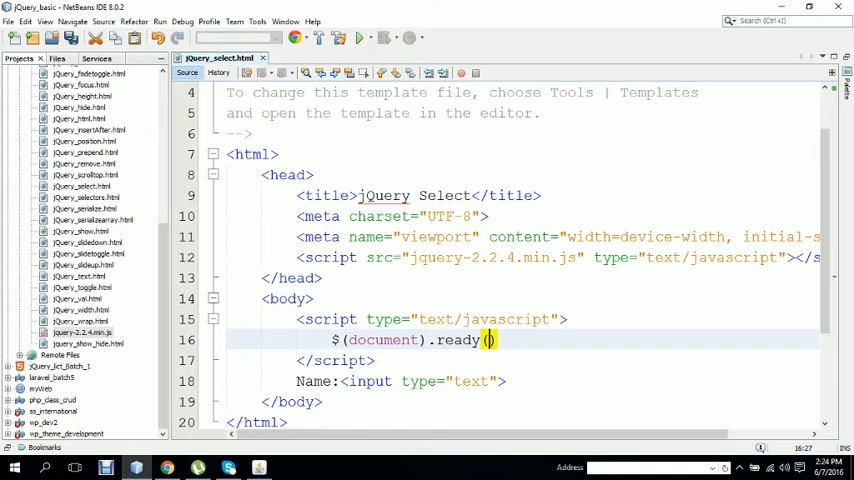 jQuery_basic - NetBeans IDE 8.0.2
File Edit View Navigate Source Refactor Run Debug Profile Team Tools Window Help
Search (Ctrl+I)
Projects Files Services
jQuery_select.html
Source History
Palette
jQuery_fadetoggle.html
jQuery_focus.html
jQuery_height.html
jQuery_hide.html
jQuery_html.html
jQuery_insertAfter.html
jQuery_position.html
jQuery_prepend.html
jQuery_remove.html
jQuery_scrolltop.html
jQuery_select.html
jQuery_selectors.html
jQuery_serialize.html
jQuery_serializearray.html
jQuery_show.html
jQuery_slidedown.html
jQuery_slidetoggle.html
jQuery_slideup.html
jQuery_text.html
jQuery_toggle.html
jQuery_val.html
jQuery_width.html
jQuery_wrap.html
jquery-2.2.4.min.js
jquery_show_hide.html
Remote Files
jQuery_lict_Batch1
laravel_batch5
myWeb
php_class_crud
ss_international
wp_dev2
wp_theme_development
Bookmarks
4 To change this template file, choose Tools | Templates
5 and open the template in the editor.
6 -->
7 <html>
8 <head>
9 <title>jQuery Select</title>
10 <meta charset="UTF-8">
11 <meta name="viewport" content="width=device-width, initial-s
12 <script src="jquery-2.2.4.min.js" type="text/javascript"></s
13 </head>
14 <body>
15 <script type="text/javascript">
16 $(document).ready()
17 </script>
18 Name:<input type="text">
19 </body>
20 </html>
16:27
Address
2:24 PM
6/7/2016